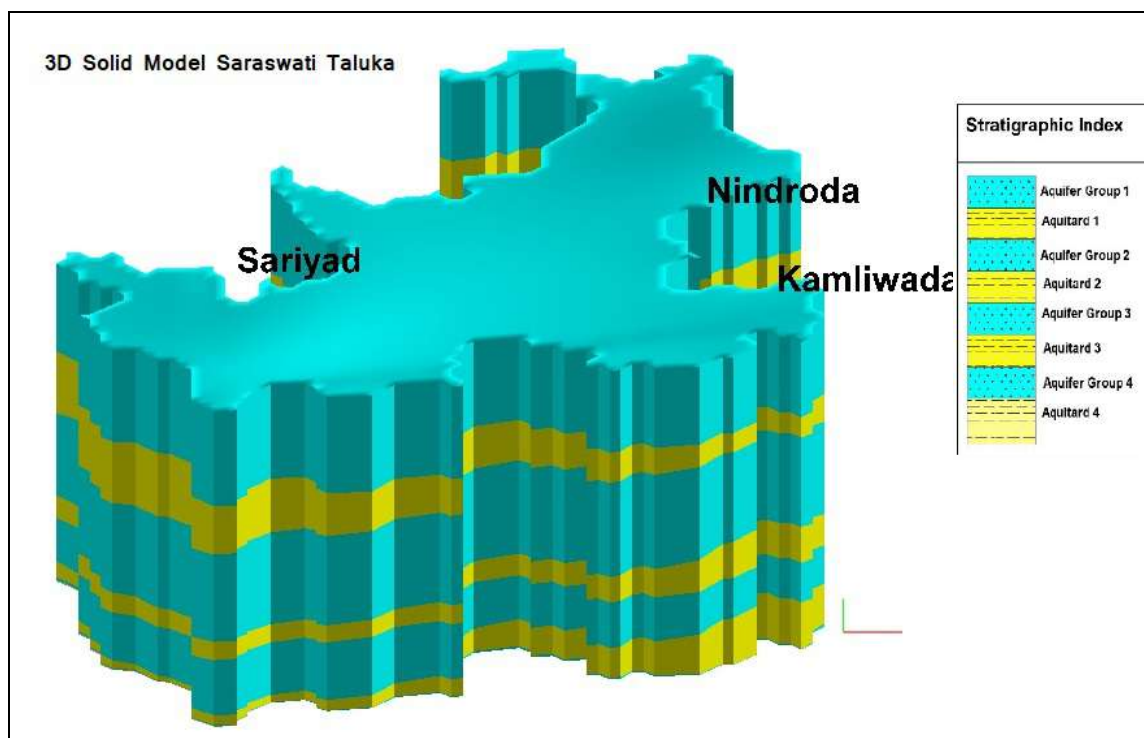 3D Solid Model Saraswati Taluka
Nindroda
Sariyad
Kamliwada
Stratigraphic Index
Aquifer Group 1
Aquitard 1
Aquifer Group 2
Aquitard 2
Aquifer Group 3
Aquitard 3
Aquifer Group 4
Aquitard 4